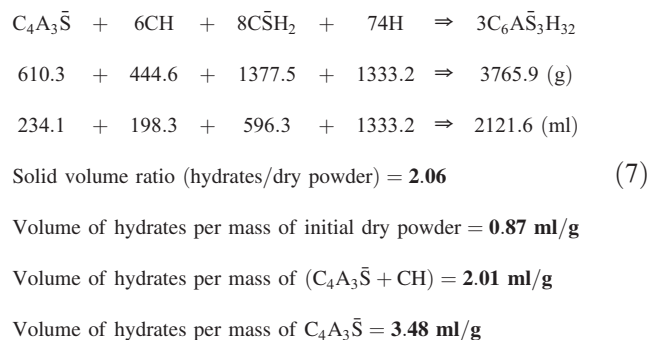 C₄A₃S̄ + 6CH + 8CS̄H₂ + 74H ⇒ 3C₆AS̄₃H₃₂
610.3 + 444.6 + 1377.5 + 1333.2 ⇒ 3765.9 (g)
234.1 + 198.3 + 596.3 + 1333.2 ⇒ 2121.6 (ml)
Solid volume ratio (hydrates/dry powder) = 2.06 (7)
Volume of hydrates per mass of initial dry powder = 0.87 ml/g
Volume of hydrates per mass of (C₄A₃S̄ + CH) = 2.01 ml/g
Volume of hydrates per mass of C₄A₃S̄ = 3.48 ml/g